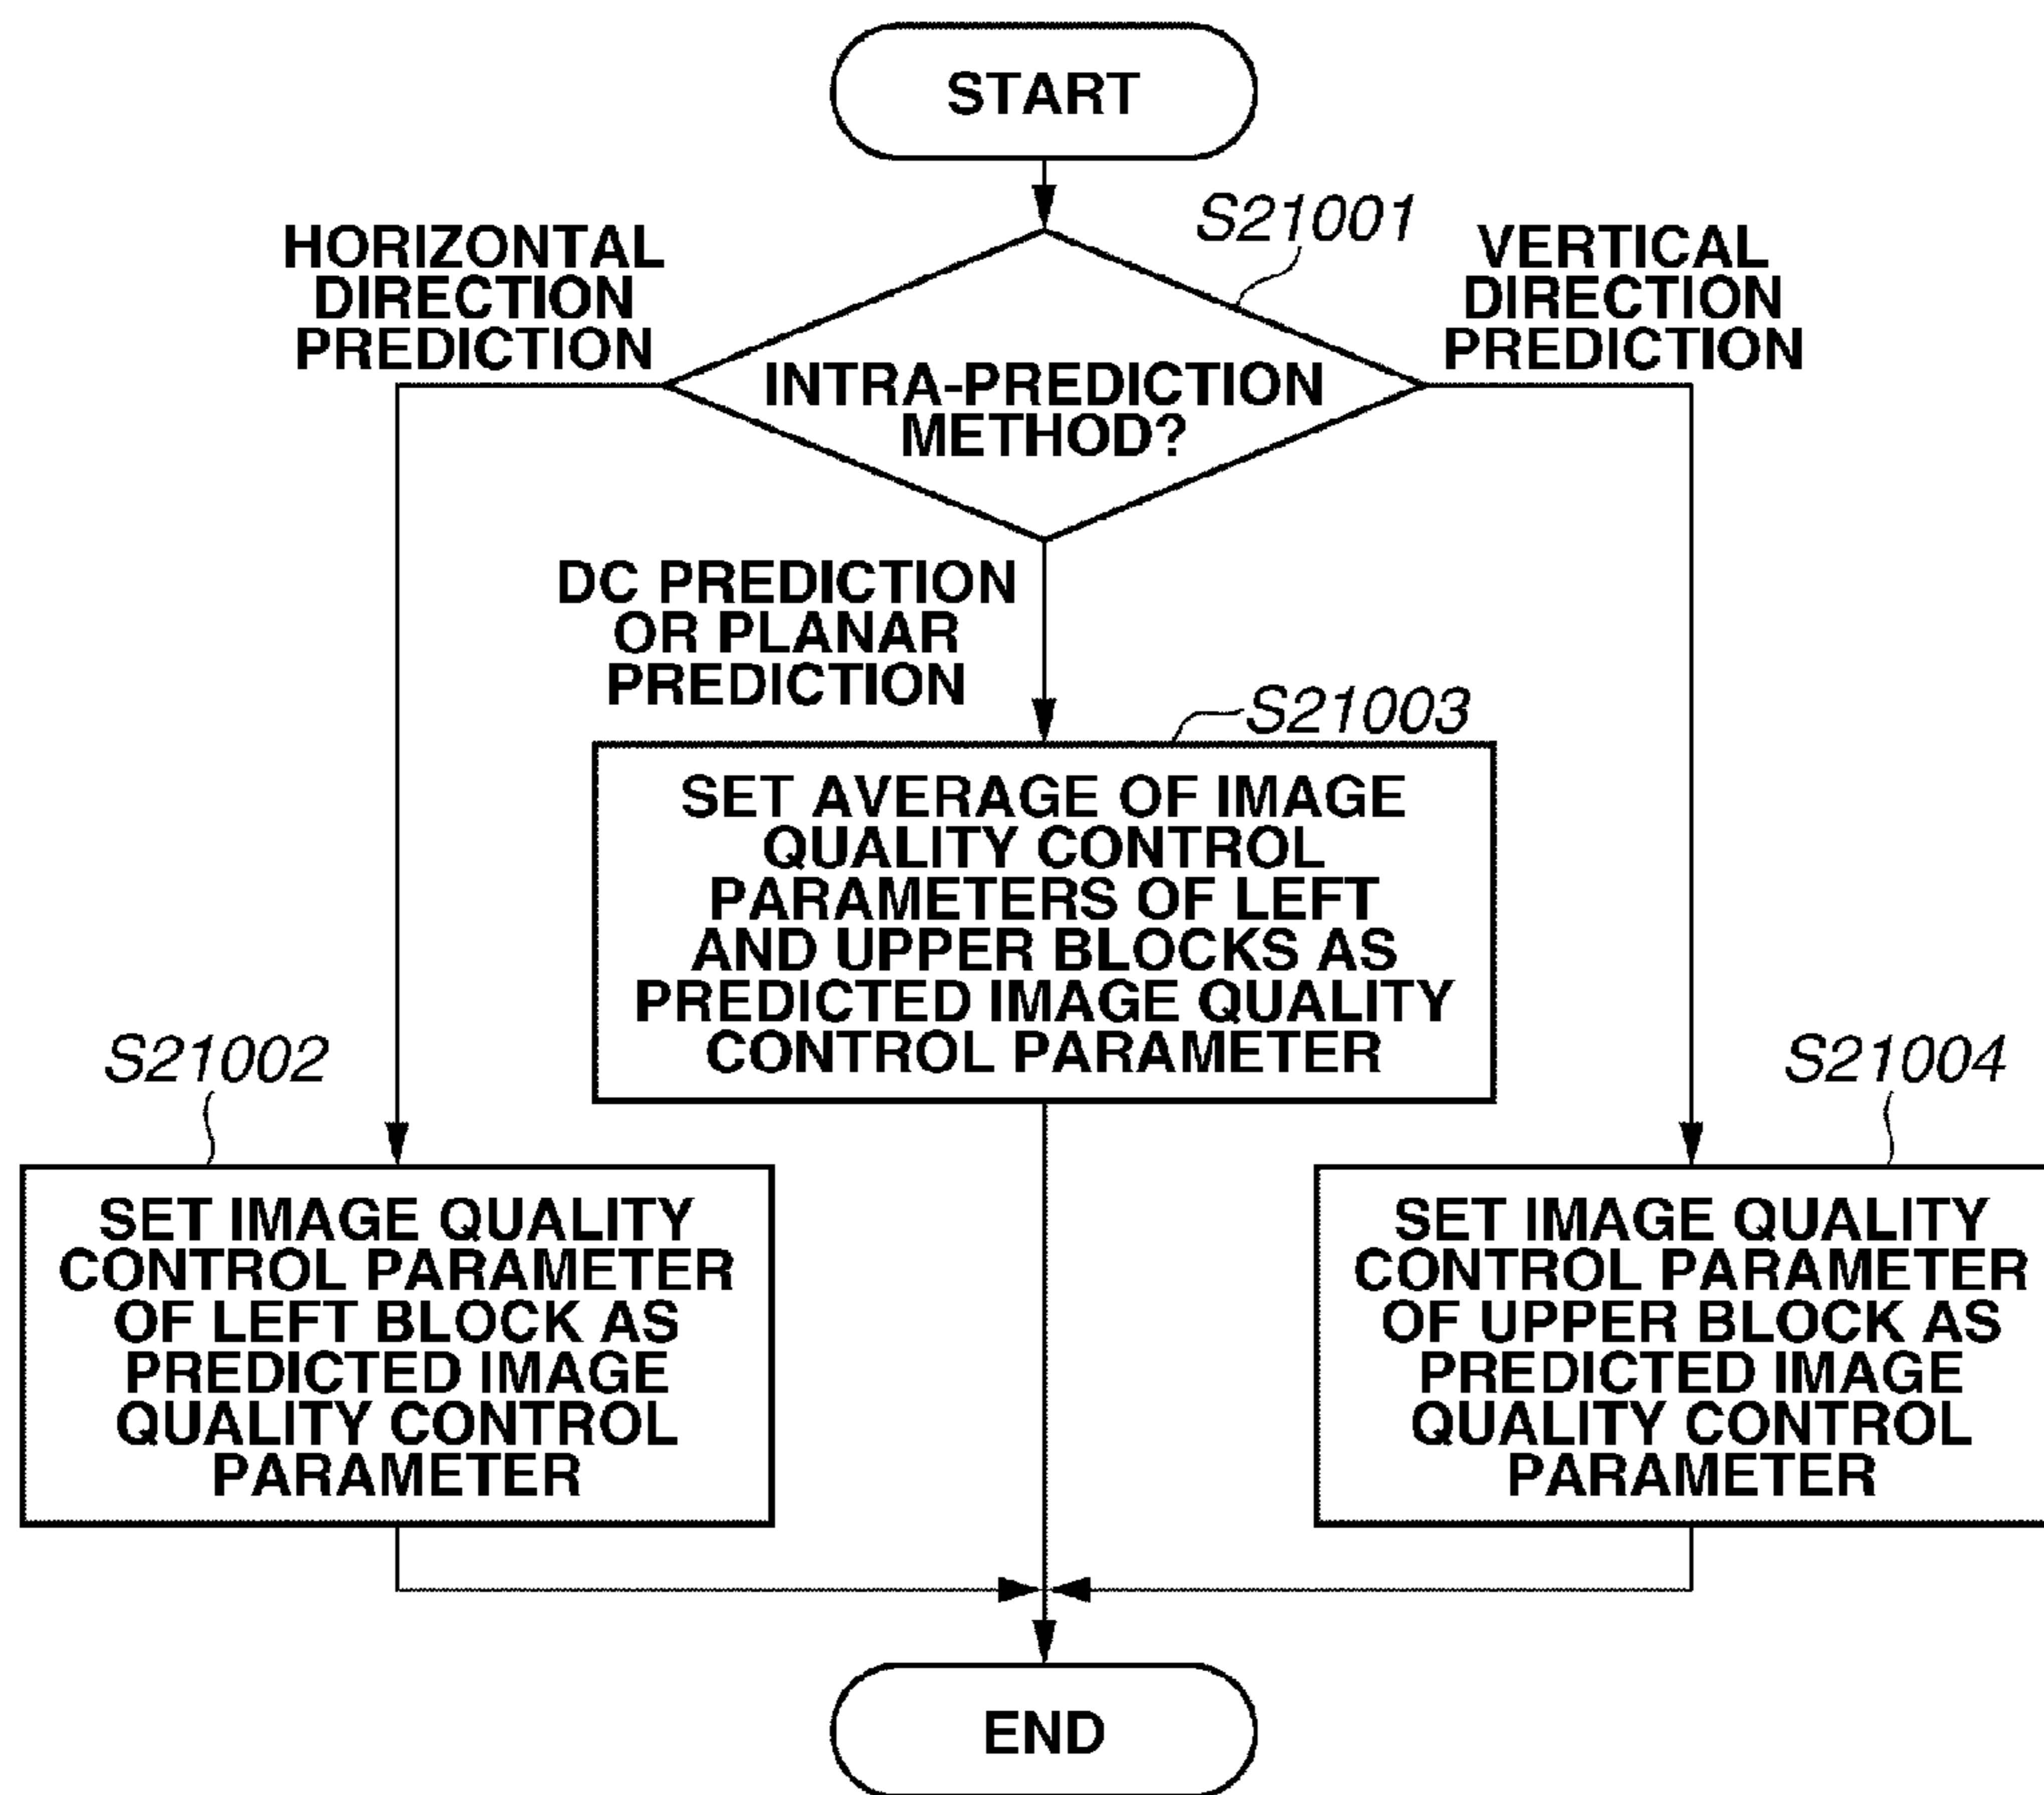 START
S21001
HORIZONTAL
DIRECTION
PREDICTION
VERTICAL
DIRECTION
PREDICTION
INTRA-PREDICTION
METHOD?
DC PREDICTION
OR PLANAR
PREDICTION
S21003
SET AVERAGE OF IMAGE
QUALITY CONTROL
PARAMETERS OF LEFT
AND UPPER BLOCKS AS
PREDICTED IMAGE QUALITY
CONTROL PARAMETER
S21002
SET IMAGE QUALITY
CONTROL PARAMETER
OF LEFT BLOCK AS
PREDICTED IMAGE
QUALITY CONTROL
PARAMETER
S21004
SET IMAGE QUALITY
CONTROL PARAMETER
OF UPPER BLOCK AS
PREDICTED IMAGE
QUALITY CONTROL
PARAMETER
END